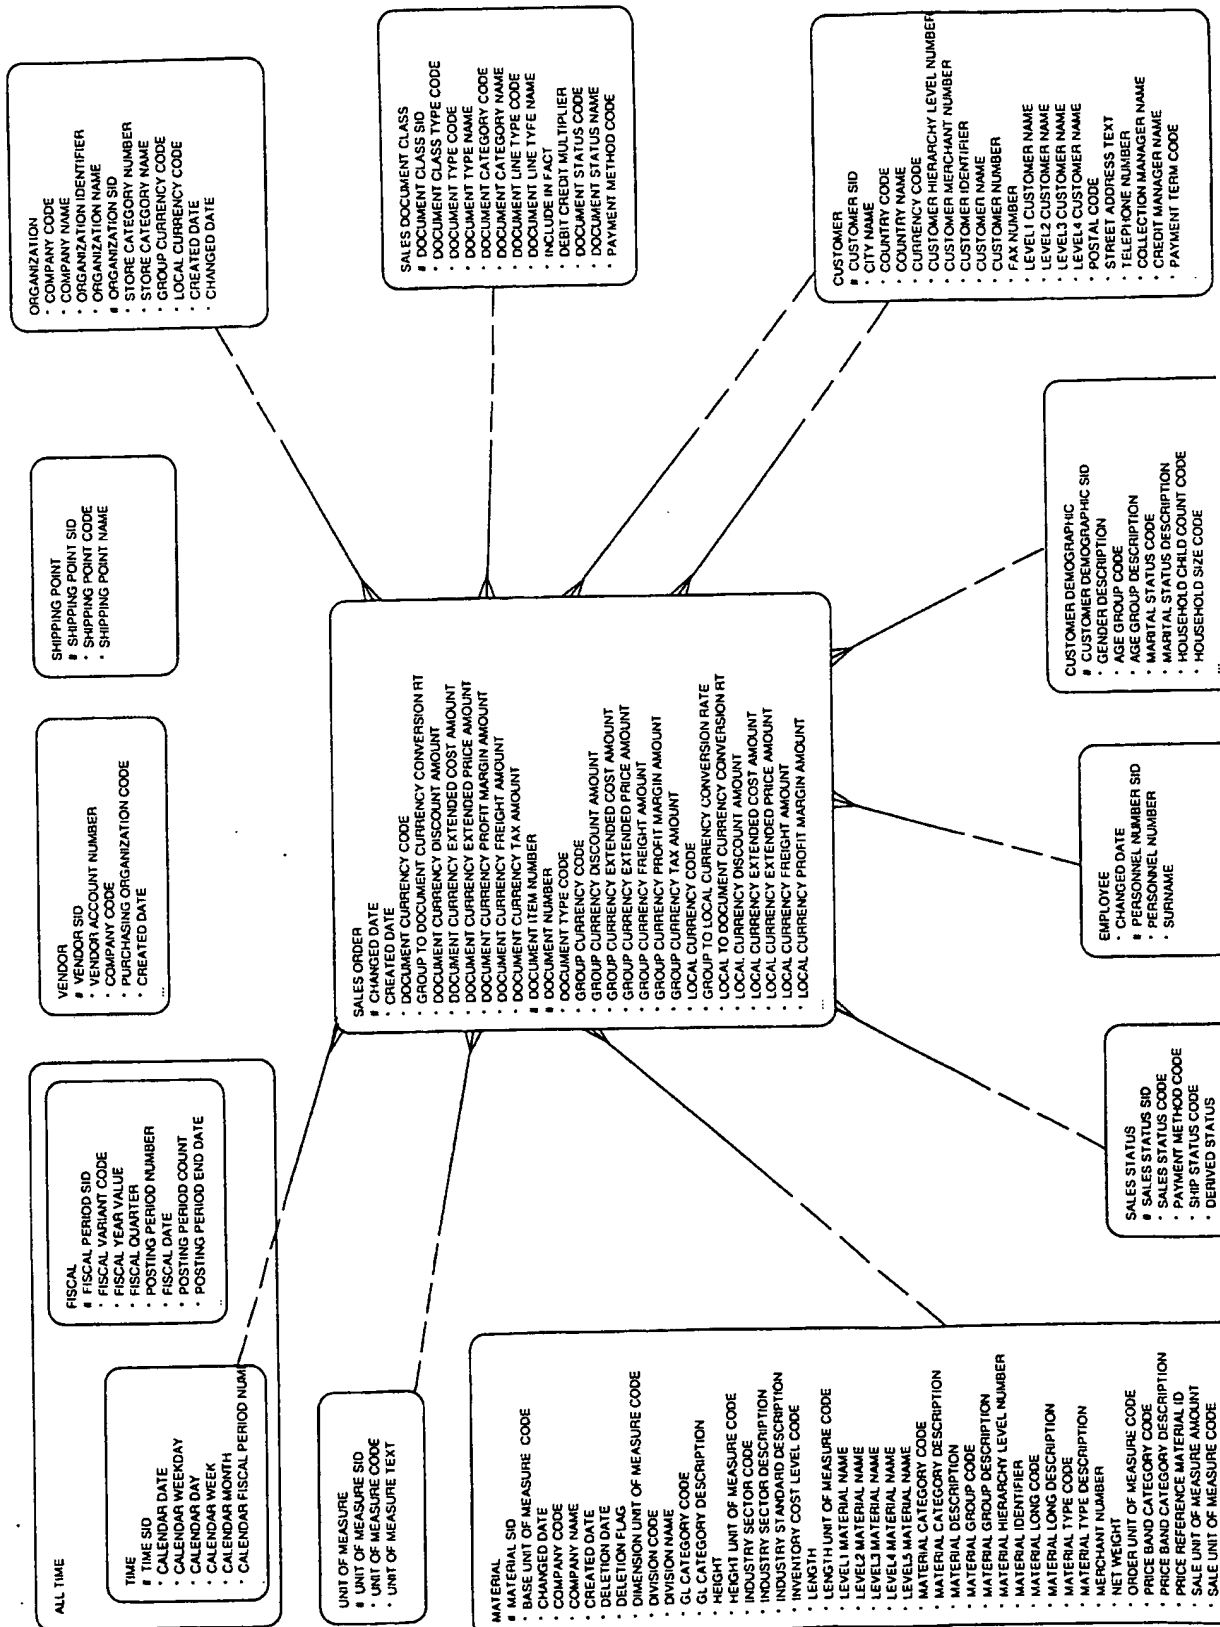 ALL TIME
TIME
# TIME SID
· CALENDAR DATE
· CALENDAR WEEKDAY
· CALENDAR DAY
· CALENDAR WEEK
· CALENDAR MONTH
· CALENDAR FISCAL PERIOD NUM
FISCAL
# FISCAL PERIOD SID
· FISCAL VARIANT CODE
· FISCAL YEAR VALUE
· FISCAL QUARTER
· POSTING PERIOD NUMBER
· FISCAL DATE
· POSTING PERIOD COUNT
· POSTING PERIOD END DATE
...
VENDOR
# VENDOR SID
· VENDOR ACCOUNT NUMBER
· COMPANY CODE
· PURCHASING ORGANIZATION CODE
· CREATED DATE
...
SHIPPING POINT
# SHIPPING POINT SID
· SHIPPING POINT CODE
· SHIPPING POINT NAME
ORGANIZATION
· COMPANY CODE
· COMPANY NAME
· ORGANIZATION IDENTIFIER
· ORGANIZATION NAME
# ORGANIZATION SID
· STORE CATEGORY NUMBER
· STORE CATEGORY NAME
· GROUP CURRENCY CODE
· LOCAL CURRENCY CODE
· CREATED DATE
· CHANGED DATE
UNIT OF MEASURE
# UNIT OF MEASURE SID
· UNIT OF MEASURE CODE
· UNIT OF MEASURE TEXT
SALES ORDER
# CHANGED DATE
· CREATED DATE
· DOCUMENT CURRENCY CODE
· GROUP TO DOCUMENT CURRENCY CONVERSION RT
· DOCUMENT CURRENCY DISCOUNT AMOUNT
· DOCUMENT CURRENCY EXTENDED COST AMOUNT
· DOCUMENT CURRENCY EXTENDED PRICE AMOUNT
· DOCUMENT CURRENCY PROFIT MARGIN AMOUNT
· DOCUMENT CURRENCY FREIGHT AMOUNT
· DOCUMENT CURRENCY TAX AMOUNT
# DOCUMENT ITEM NUMBER
# DOCUMENT NUMBER
· DOCUMENT TYPE CODE
· GROUP CURRENCY CODE
· GROUP CURRENCY DISCOUNT AMOUNT
· GROUP CURRENCY EXTENDED COST AMOUNT
· GROUP CURRENCY EXTENDED PRICE AMOUNT
· GROUP CURRENCY FREIGHT AMOUNT
· GROUP CURRENCY PROFIT MARGIN AMOUNT
· GROUP CURRENCY TAX AMOUNT
· LOCAL CURRENCY CODE
· GROUP TO LOCAL CURRENCY CONVERSION RATE
· LOCAL TO DOCUMENT CURRENCY CONVERSION RT
· LOCAL CURRENCY DISCOUNT AMOUNT
· LOCAL CURRENCY EXTENDED COST AMOUNT
· LOCAL CURRENCY EXTENDED PRICE AMOUNT
· LOCAL CURRENCY FREIGHT AMOUNT
· LOCAL CURRENCY PROFIT MARGIN AMOUNT
...
SALES DOCUMENT CLASS
# DOCUMENT CLASS SID
· DOCUMENT CLASS TYPE CODE
· DOCUMENT TYPE CODE
· DOCUMENT TYPE NAME
· DOCUMENT CATEGORY CODE
· DOCUMENT CATEGORY NAME
· DOCUMENT LINE TYPE CODE
· DOCUMENT LINE TYPE NAME
· INCLUDE IN FACT
· DEBIT CREDIT MULTIPLIER
· DOCUMENT STATUS CODE
· DOCUMENT STATUS NAME
· PAYMENT METHOD CODE
MATERIAL
# MATERIAL SID
· BASE UNIT OF MEASURE CODE
· CHANGED DATE
· COMPANY CODE
· COMPANY NAME
· CREATED DATE
· DELETION DATE
· DELETION FLAG
· DIMENSION UNIT OF MEASURE CODE
· DIVISION CODE
· DIVISION NAME
· GL CATEGORY CODE
· GL CATEGORY DESCRIPTION
· HEIGHT
· HEIGHT UNIT OF MEASURE CODE
· INDUSTRY SECTOR CODE
· INDUSTRY SECTOR DESCRIPTION
· INDUSTRY STANDARD DESCRIPTION
· INVENTORY COST LEVEL CODE
· LENGTH
· LENGTH UNIT OF MEASURE CODE
· LEVEL1 MATERIAL NAME
· LEVEL2 MATERIAL NAME
· LEVEL3 MATERIAL NAME
· LEVEL4 MATERIAL NAME
· LEVEL5 MATERIAL NAME
· MATERIAL CATEGORY CODE
· MATERIAL CATEGORY DESCRIPTION
· MATERIAL DESCRIPTION
· MATERIAL GROUP CODE
· MATERIAL GROUP DESCRIPTION
· MATERIAL HIERARCHY LEVEL NUMBER
· MATERIAL IDENTIFIER
· MATERIAL LONG CODE
· MATERIAL LONG DESCRIPTION
· MATERIAL TYPE CODE
· MATERIAL TYPE DESCRIPTION
· MERCHANT NUMBER
· NET WEIGHT
· ORDER UNIT OF MEASURE CODE
· PRICE BAND CATEGORY CODE
· PRICE BAND CATEGORY DESCRIPTION
· PRICE REFERENCE MATERIAL ID
· SALE UNIT OF MEASURE AMOUNT
· SALE UNIT OF MEASURE CODE
SALES STATUS
# SALES STATUS SID
· SALES STATUS CODE
· PAYMENT METHOD CODE
· SHIP STATUS CODE
· DERIVED STATUS
EMPLOYEE
· CHANGED DATE
# PERSONNEL NUMBER SID
· PERSONNEL NUMBER
· SURNAME
CUSTOMER DEMOGRAPHIC
# CUSTOMER DEMOGRAPHIC SID
· GENDER DESCRIPTION
· AGE GROUP CODE
· AGE GROUP DESCRIPTION
· MARITAL STATUS CODE
· MARITAL STATUS DESCRIPTION
· HOUSEHOLD CHILD COUNT CODE
· HOUSEHOLD SIZE CODE
...
CUSTOMER
# CUSTOMER SID
· CITY NAME
· COUNTRY CODE
· COUNTRY NAME
· CURRENCY CODE
· CUSTOMER HIERARCHY LEVEL NUMBER
· CUSTOMER MERCHANT NUMBER
· CUSTOMER IDENTIFIER
· CUSTOMER NAME
· CUSTOMER NUMBER
· FAX NUMBER
· LEVEL1 CUSTOMER NAME
· LEVEL2 CUSTOMER NAME
· LEVEL3 CUSTOMER NAME
· LEVEL4 CUSTOMER NAME
· POSTAL CODE
· STREET ADDRESS TEXT
· TELEPHONE NUMBER
· COLLECTION MANAGER NAME
· CREDIT MANAGER NAME
· PAYMENT TERM CODE